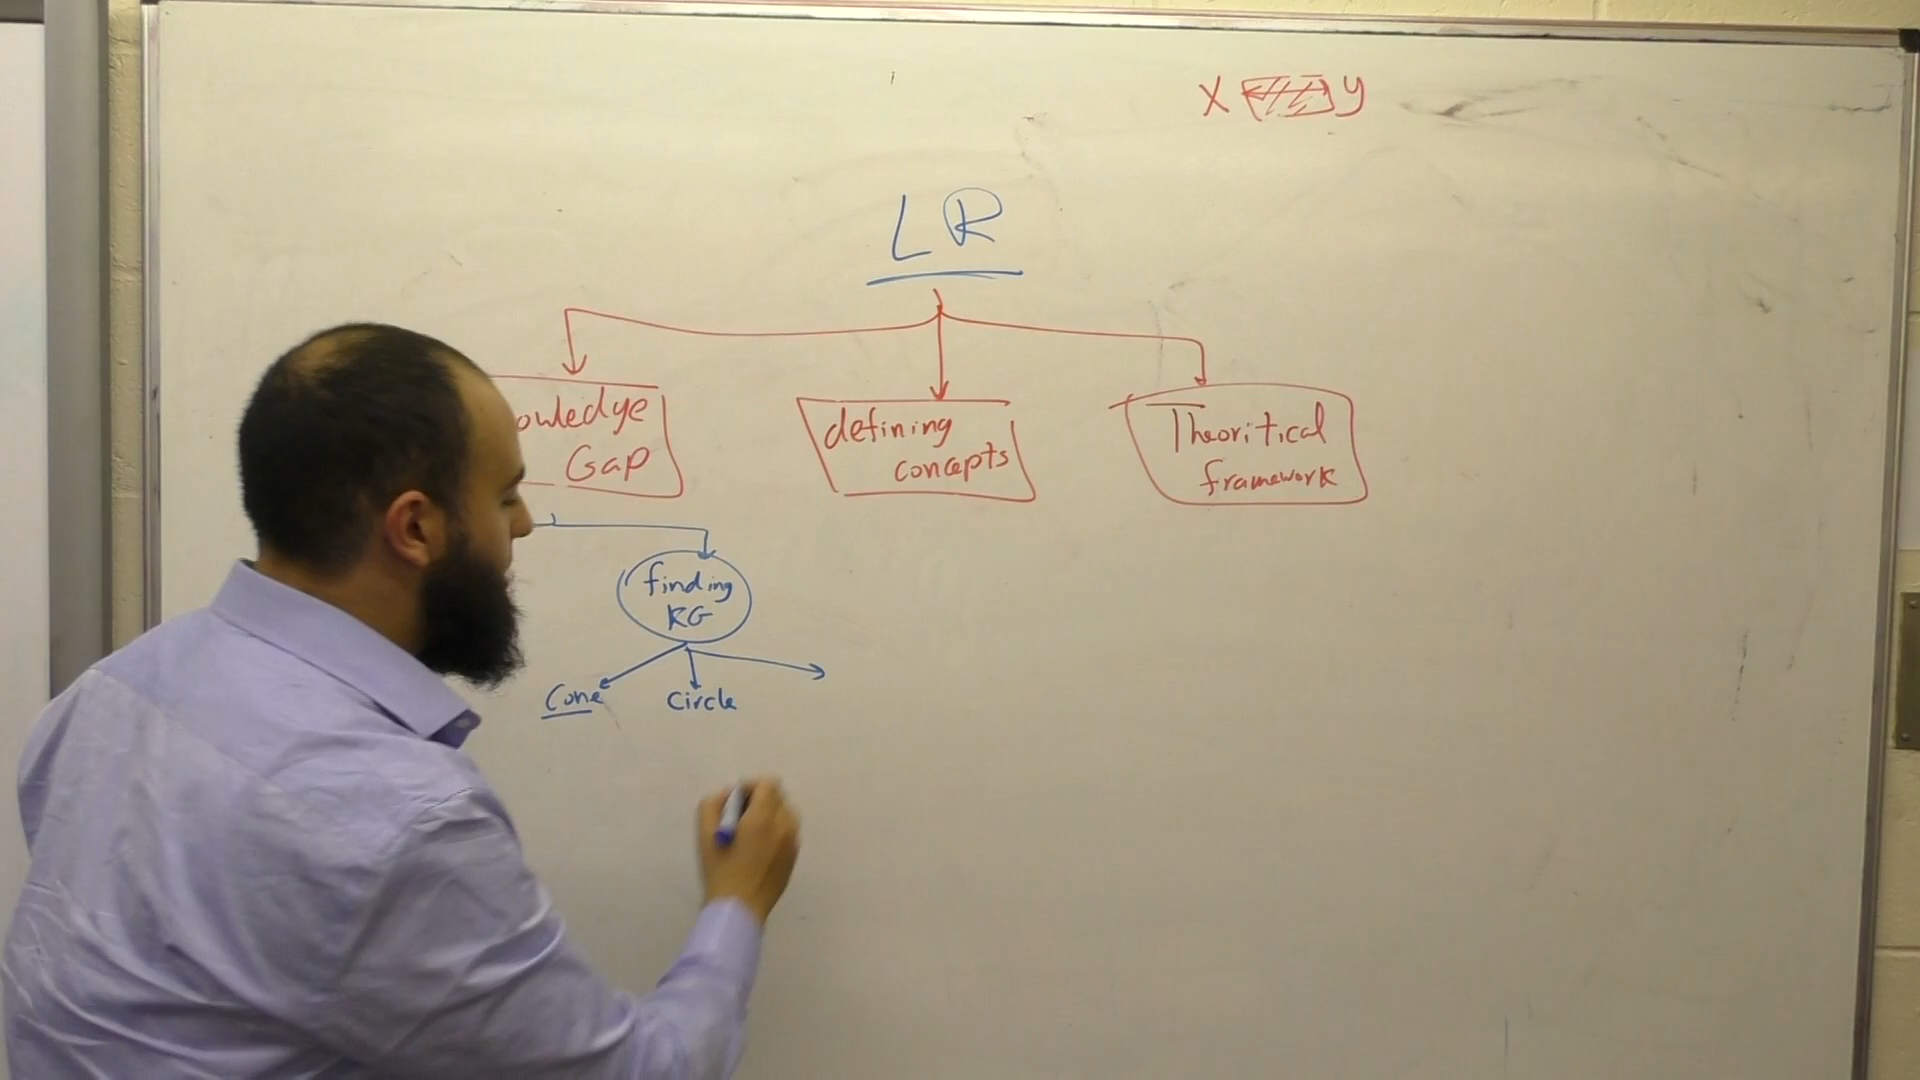 X y
LR
owledge
Gap
defining
concepts
Theoritical
framework
finding
KG
Cone
Circle